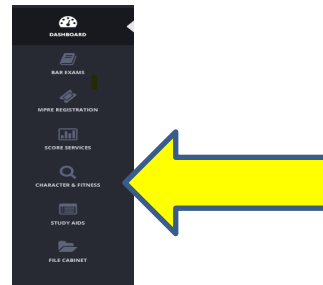 DASHBOARD
BAR EXAMS
MPRE REGISTRATION
SCORE SERVICES
CHARACTER & FITNESS
STUDY AIDS
FILE CABINET